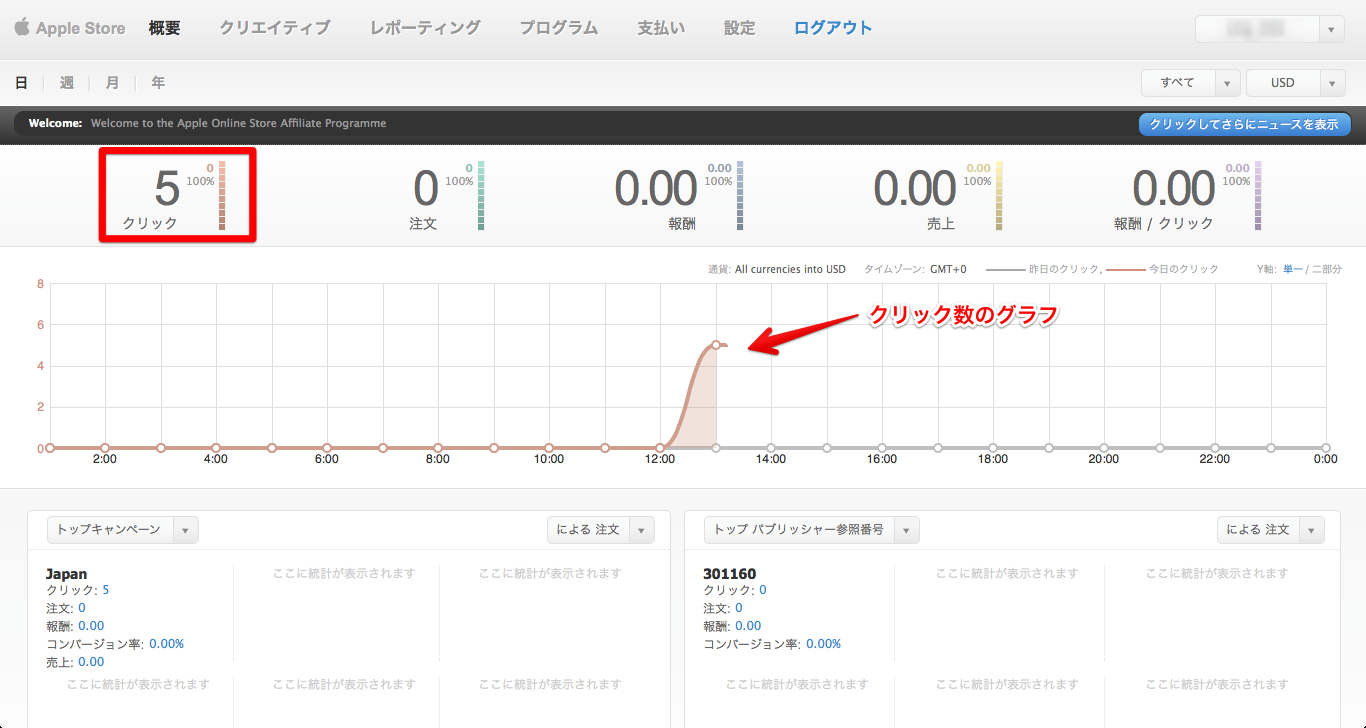 Apple Store 概要 クリエイティブ レポーティング プログラム 支払い 設定 ログアウト
日 週 月 年 すべて USD
Welcome: Welcome to the Apple Online Store Affiliate Programme クリックしてさらにニュースを表示
5 0 100% クリック
0 0 100% 注文
0.00 0.00 100% 報酬
0.00 0.00 100% 売上
0.00 0.00 100% 報酬 / クリック
通貨: All currencies into USD タイムゾーン: GMT+0 昨日のクリック, 今日のクリック Y軸: 単一 / 二部分
8
6
4
2
0
クリック数のグラフ
2:00 4:00 6:00 8:00 10:00 12:00 14:00 16:00 18:00 20:00 22:00 0:00
トップキャンペーン による 注文
Japan
クリック: 5
注文: 0
報酬: 0.00
コンバージョン率: 0.00%
売上: 0.00
ここに統計が表示されます ここに統計が表示されます
ここに統計が表示されます ここに統計が表示されます ここに統計が表示されます
トップ パブリッシャー参照番号 による 注文
301160
クリック: 0
注文: 0
報酬: 0.00
コンバージョン率: 0.00%
ここに統計が表示されます ここに統計が表示されます
ここに統計が表示されます ここに統計が表示されます ここに統計が表示されます